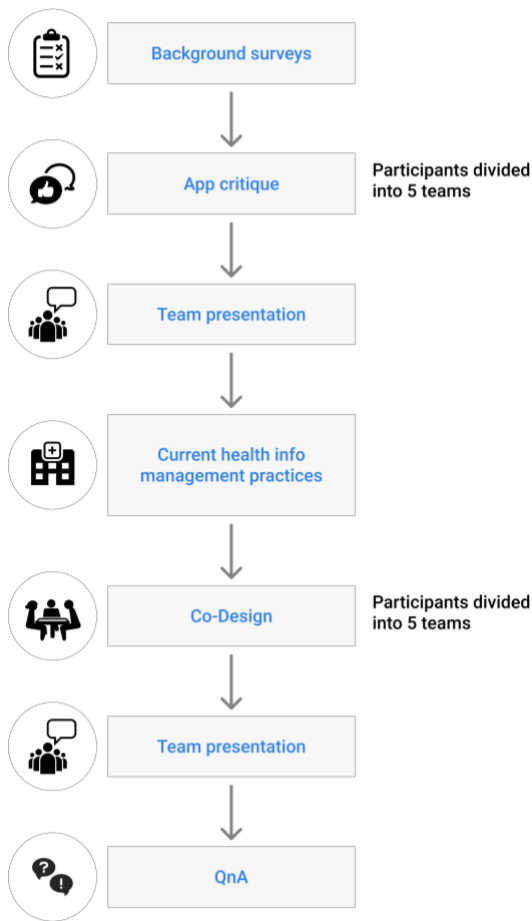 Background surveys
App critique
Participants divided
into 5 teams
Team presentation
Current health info
management practices
Co-Design
Participants divided
into 5 teams
Team presentation
QnA